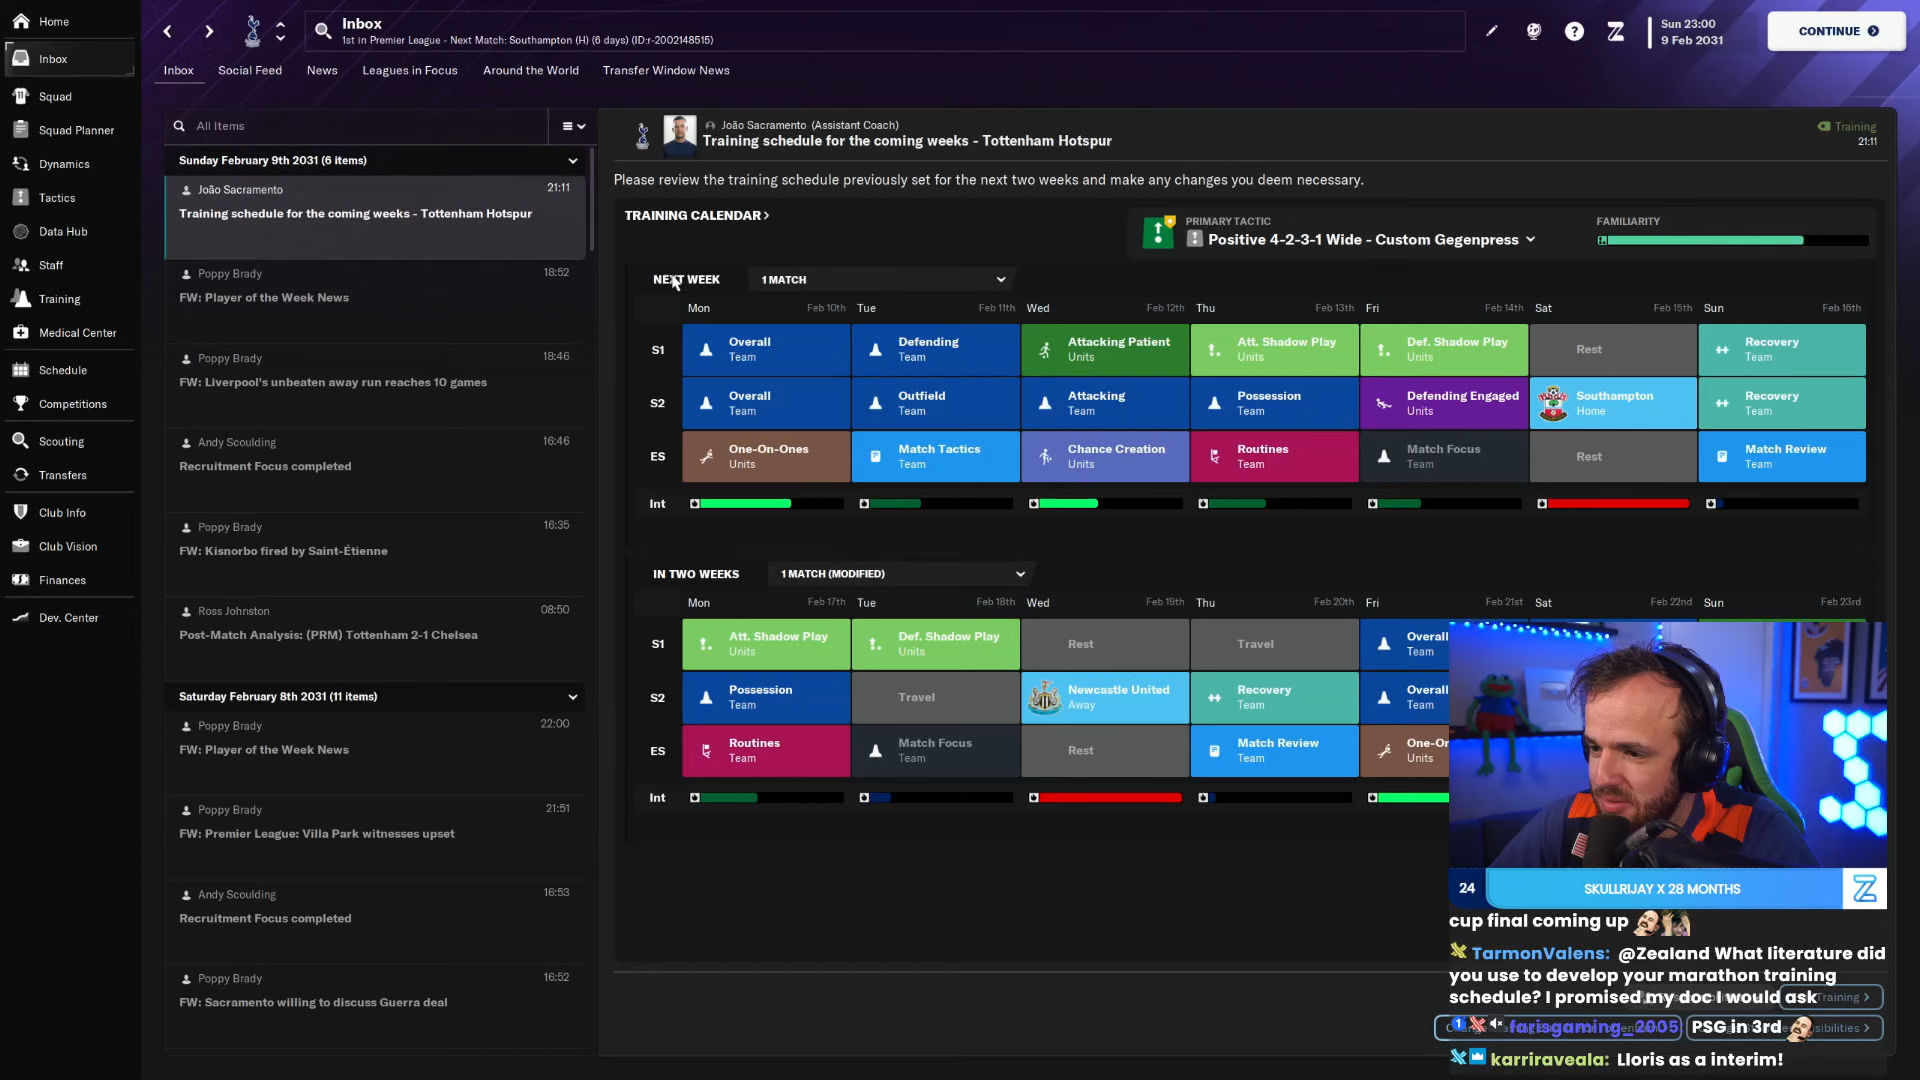 Home
Inbox
Squad
Squad Planner
Dynamics
Tactics
Data Hub
Staff
Training
Medical Center
Schedule
Competitions
Scouting
Transfers
Club Info
Club Vision
Finances
Dev. Center
Inbox
1st in Premier League - Next Match: Southampton (H) (6 days) (ID:r-2002148515)
Sun 23:00
9 Feb 2031
CONTINUE
Inbox Social Feed News Leagues in Focus Around the World Transfer Window News
All Items
Sunday February 9th 2031 (6 items)
João Sacramento 21:11
Training schedule for the coming weeks - Tottenham Hotspur
Poppy Brady 18:52
FW: Player of the Week News
Poppy Brady 18:46
FW: Liverpool's unbeaten away run reaches 10 games
Andy Scoulding 16:46
Recruitment Focus completed
Poppy Brady 16:35
FW: Kisnorbo fired by Saint-Étienne
Ross Johnston 08:50
Post-Match Analysis: (PRM) Tottenham 2-1 Chelsea
Saturday February 8th 2031 (11 items)
Poppy Brady 22:00
FW: Player of the Week News
Poppy Brady 21:51
FW: Premier League: Villa Park witnesses upset
Andy Scoulding 16:53
Recruitment Focus completed
Poppy Brady 16:52
FW: Sacramento willing to discuss Guerra deal
João Sacramento (Assistant Coach)
Training schedule for the coming weeks - Tottenham Hotspur
Training
21:11
Please review the training schedule previously set for the next two weeks and make any changes you deem necessary.
TRAINING CALENDAR >
PRIMARY TACTIC
Positive 4-2-3-1 Wide - Custom Gegenpress
FAMILIARITY
NEXT WEEK 1 MATCH
Mon Feb 10th Tue Feb 11th Wed Feb 12th Thu Feb 13th Fri Feb 14th Sat Feb 15th Sun Feb 16th
S1
Overall Team
Defending Team
Attacking Patient Units
Att. Shadow Play Units
Def. Shadow Play Units
Rest
Recovery Team
S2
Overall Team
Outfield Team
Attacking Team
Possession Team
Defending Engaged Units
Southampton Home
Recovery Team
ES
One-On-Ones Units
Match Tactics Team
Chance Creation Units
Routines Team
Match Focus Team
Rest
Match Review Team
Int
IN TWO WEEKS 1 MATCH (MODIFIED)
Mon Feb 17th Tue Feb 18th Wed Feb 19th Thu Feb 20th Fri Feb 21st Sat Feb 22nd Sun Feb 23rd
S1
Att. Shadow Play Units
Def. Shadow Play Units
Rest
Travel
Overall Team
S2
Possession Team
Travel
Newcastle United Away
Recovery Team
Overall Team
ES
Routines Team
Match Focus Team
Rest
Match Review Team
One-On
Units
Int
24 SKULLRIJAY X 28 MONTHS
cup final coming up
TarmonValens: @Zealand What literature did
you use to develop your marathon training
schedule? I promised my doc I would ask
Training >
farisgaming_2005: PSG in 3rd
karriraveala: Lloris as a interim!